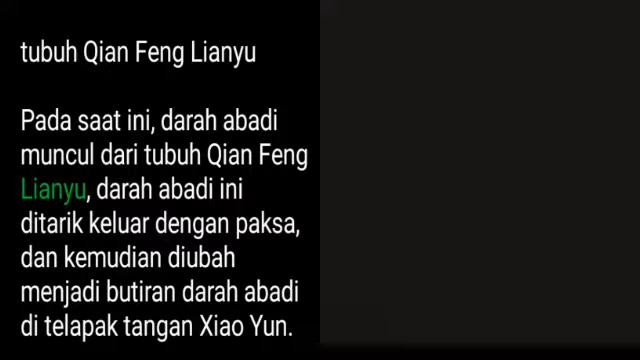 tubuh Qian Feng Lianyu
Pada saat ini, darah abadi
muncul dari tubuh Qian Feng
Lianyu, darah abadi ini
ditarik keluar dengan paksa,
dan kemudian diubah
menjadi butiran darah abadi
di telapak tangan Xiao Yun.